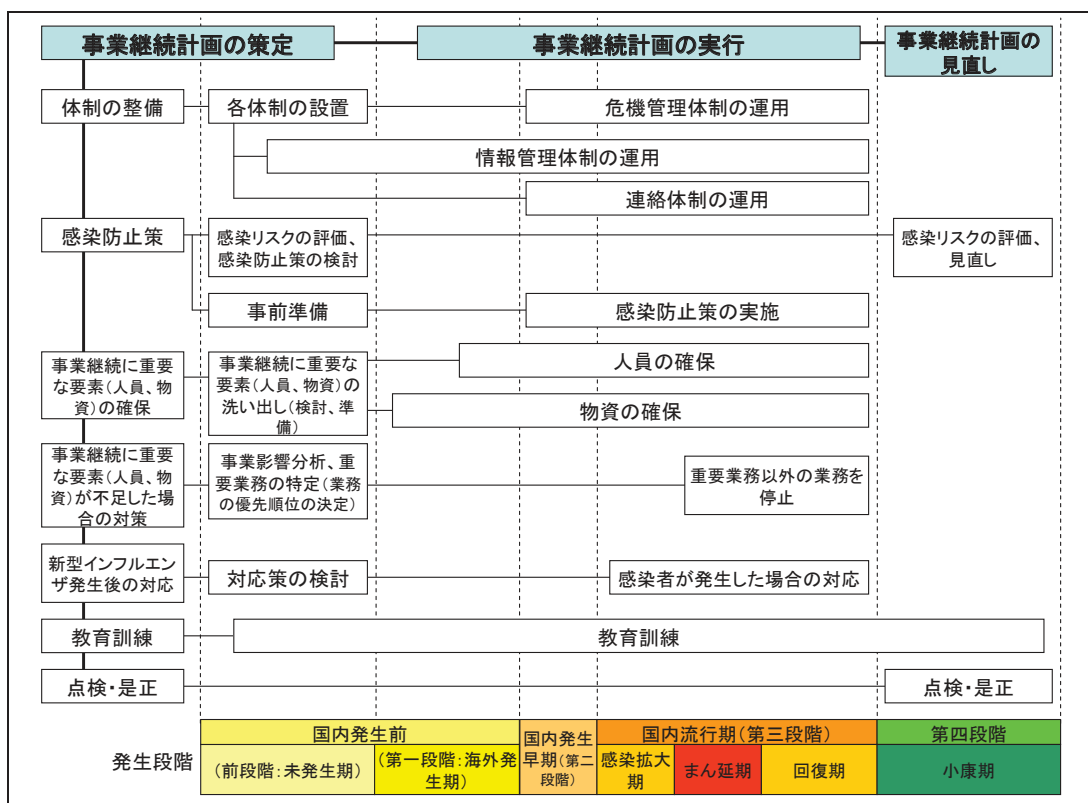 事業継続計画の策定
事業継続計画の実行
事業継続計画の
見直し
体制の整備
各体制の設置
危機管理体制の運用
情報管理体制の運用
連絡体制の運用
感染防止策
感染リスクの評価、
感染防止策の検討
感染リスクの評価、
見直し
事前準備
感染防止策の実施
事業継続に重要
な要素(人員、物
資)の確保
事業継続に重要な
要素(人員、物資)の
洗い出し(検討、準
備)
人員の確保
物資の確保
事業継続に重要
な要素(人員、物
資)が不足した場
合の対策
事業影響分析、重
要業務の特定(業務
の優先順位の決定)
重要業務以外の業務を
停止
新型インフルエン
ザ発生後の対応
対応策の検討
感染者が発生した場合の対応
教育訓練
教育訓練
点検・是正
点検・是正
発生段階
国内発生前
(前段階:未発生期)
(第一段階:海外発
生期)
国内発生
早期(第二
段階)
国内流行期(第三段階)
感染拡大
期
まん延期
回復期
第四段階
小康期